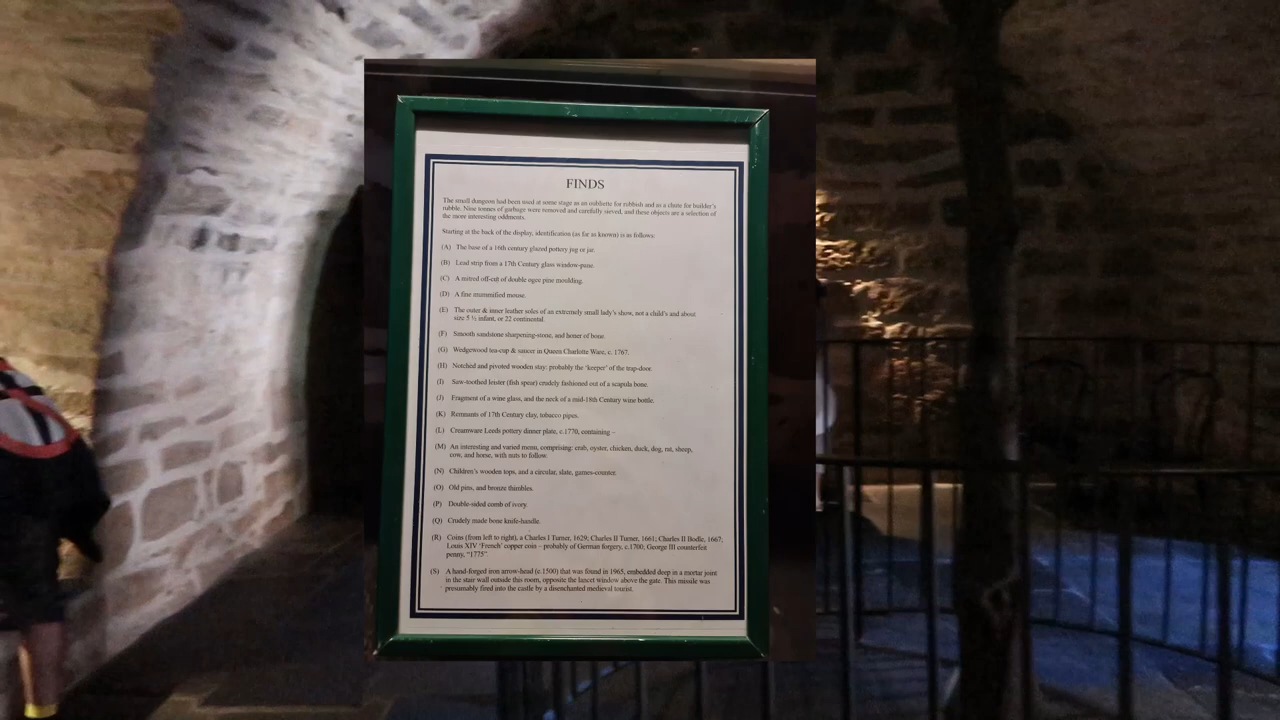 FINDS
The small dungeon had been used at some stage as an oubliette for rubbish and as a chute for builder's
rubble. Nine tonnes of garbage were removed and carefully sieved, and these objects are a selection of
the more interesting oddments.
Starting at the back of the display, identification (as far as known) is as follows:
(A) The base of a 16th century glazed pottery jug or jar.
(B) Lead strip from a 17th Century glass window-pane.
(C) A mitred off-cut of double ogee pine moulding.
(D) A fine mummified mouse.
(E) The outer & inner leather soles of an extremely small lady's show, not a child's and about
size 5 ½ infant, or 22 continental.
(F) Smooth sandstone sharpening-stone, and honer of bone.
(G) Wedgewood tea-cup & saucer in Queen Charlotte Ware, c. 1767.
(H) Notched and pivoted wooden stay: probably the 'keeper' of the trap-door.
(I) Saw-toothed leister (fish spear) crudely fashioned out of a scapula bone.
(J) Fragment of a wine glass, and the neck of a mid-18th Century wine bottle.
(K) Remnants of 17th Century clay, tobacco pipes.
(L) Creamware Leeds pottery dinner plate, c.1770, containing –
(M) An interesting and varied menu, comprising: crab, oyster, chicken, duck, dog, rat, sheep,
cow, and horse, with nuts to follow.
(N) Children's wooden tops, and a circular, slate, games-counter.
(O) Old pins, and bronze thimbles.
(P) Double-sided comb of ivory.
(Q) Crudely made bone knife-handle.
(R) Coins (from left to right), a Charles I Turner, 1629; Charles II Turner, 1661; Charles II Bodle, 1667;
Louis XIV 'French' copper coin – probably of German forgery, c.1700; George III counterfeit
penny, "1775"
(S) A hand-forged iron arrow-head (c.1500) that was found in 1965, embedded deep in a mortar joint
in the stair wall outside this room, opposite the lancet window above the gate. This missile was
presumably fired into the castle by a disenchanted medieval tourist.